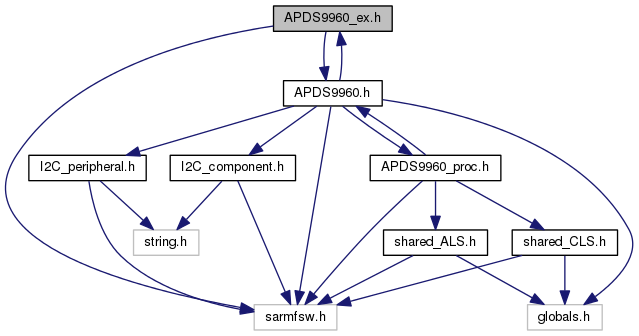 APDS9960_ex.h
APDS9960.h
I2C_peripheral.h
I2C_component.h
APDS9960_proc.h
string.h
shared_ALS.h
shared_CLS.h
sarmfsw.h
globals.h